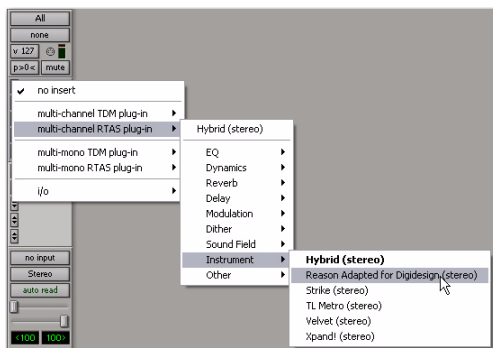 All
none
v 127
p>0< mute
no insert
multi-channel TDM plug-in
multi-channel RTAS plug-in
multi-mono TDM plug-in
multi-mono RTAS plug-in
i/o
Hybrid (stereo)
EQ
Dynamics
Reverb
Delay
Modulation
Dither
Sound Field
Instrument
Other
Hybrid (stereo)
Reason Adapted for Digidesign (stereo)
Strike (stereo)
TL Metro (stereo)
Velvet (stereo)
Xpand! (stereo)
no input
Stereo
auto read
<100 100>